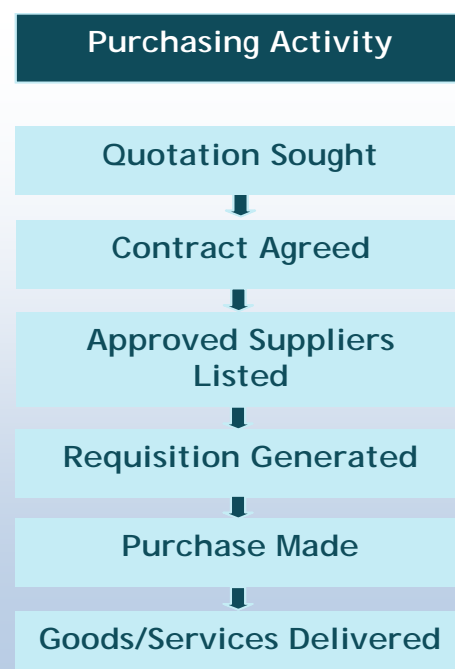 Purchasing Activity
Quotation Sought
Contract Agreed
Approved Suppliers
Listed
Requisition Generated
Purchase Made
Goods/Services Delivered